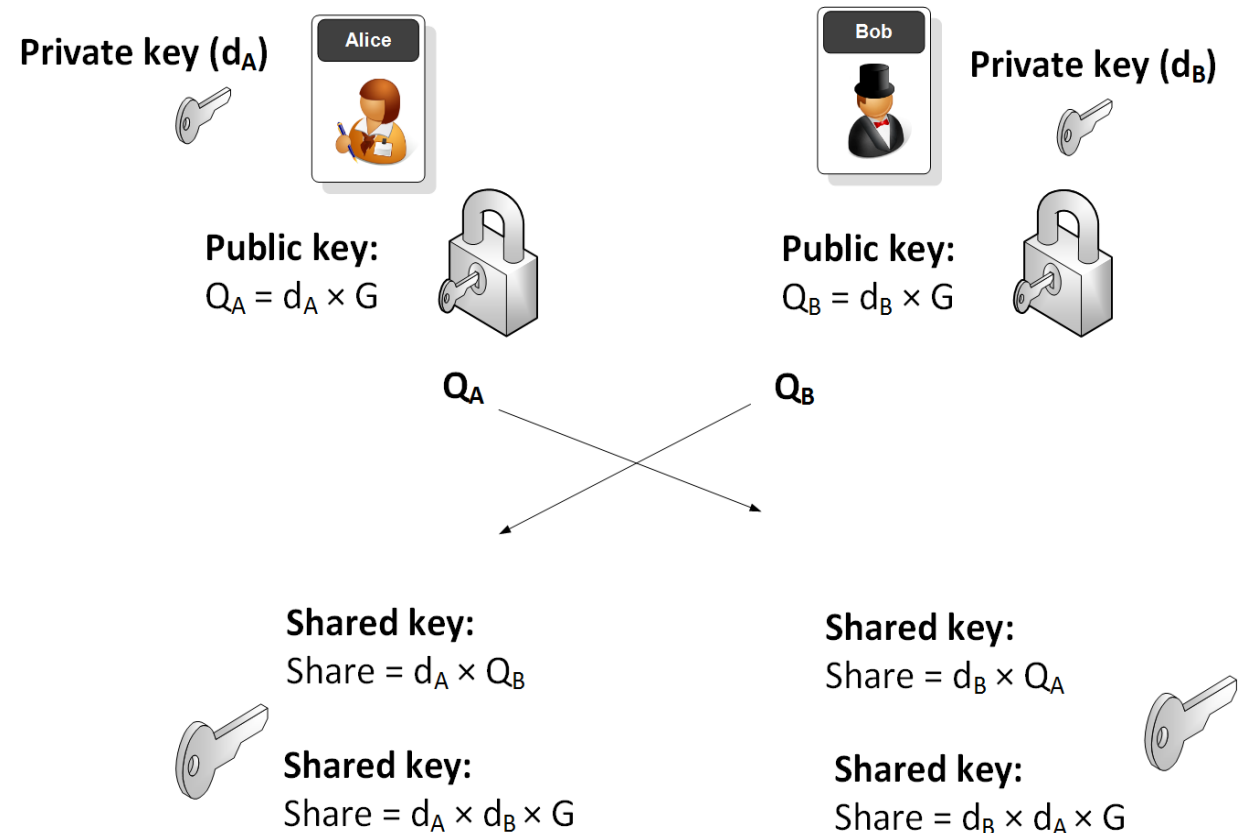 Alice
Bob
Private key (dA)
Private key (dB)
Public key:
QA = dA × G
Public key:
QB = dB × G
QA
QB
Shared key:
Share = dA × QB
Shared key:
Share = dB × QA
Shared key:
Share = dA × dB × G
Shared key:
Share = dB × dA × G